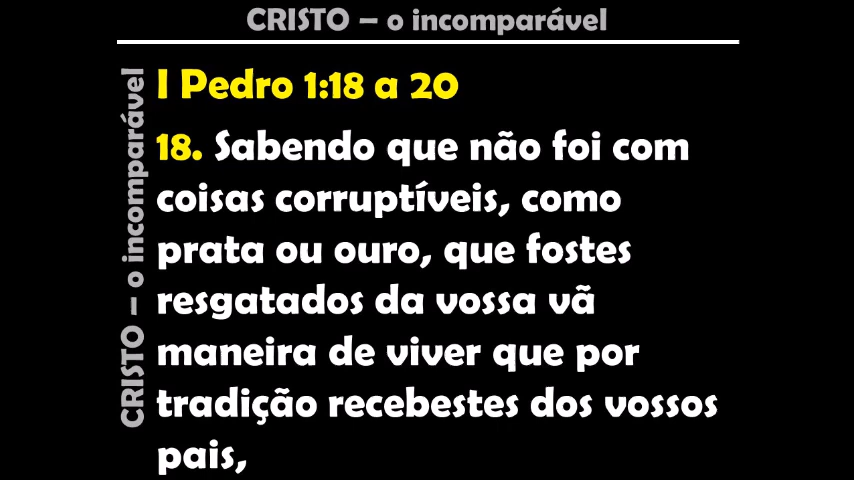 CRISTO – o incomparável
CRISTO – o incomparável
I Pedro 1:18 a 20
18. Sabendo que não foi com
coisas corruptíveis, como
prata ou ouro, que fostes
resgatados da vossa vã
maneira de viver que por
tradição recebestes dos vossos
pais,